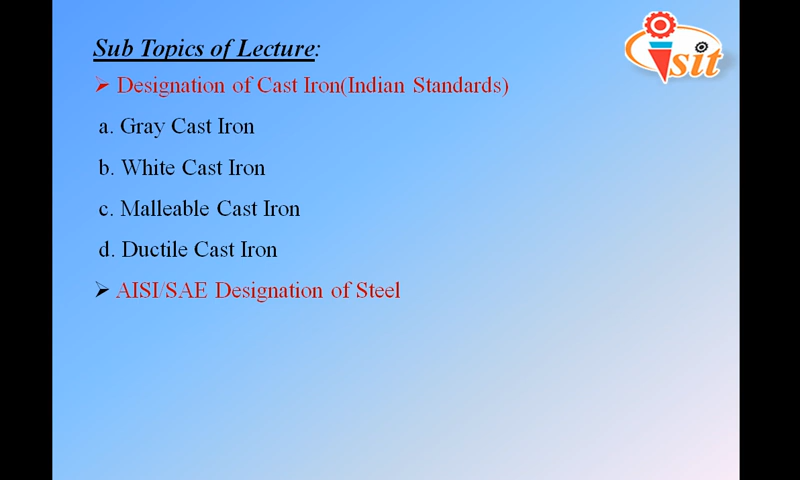 Sub Topics of Lecture:
➢ Designation of Cast Iron(Indian Standards)
a. Gray Cast Iron
b. White Cast Iron
c. Malleable Cast Iron
d. Ductile Cast Iron
➢ AISI/SAE Designation of Steel
isit